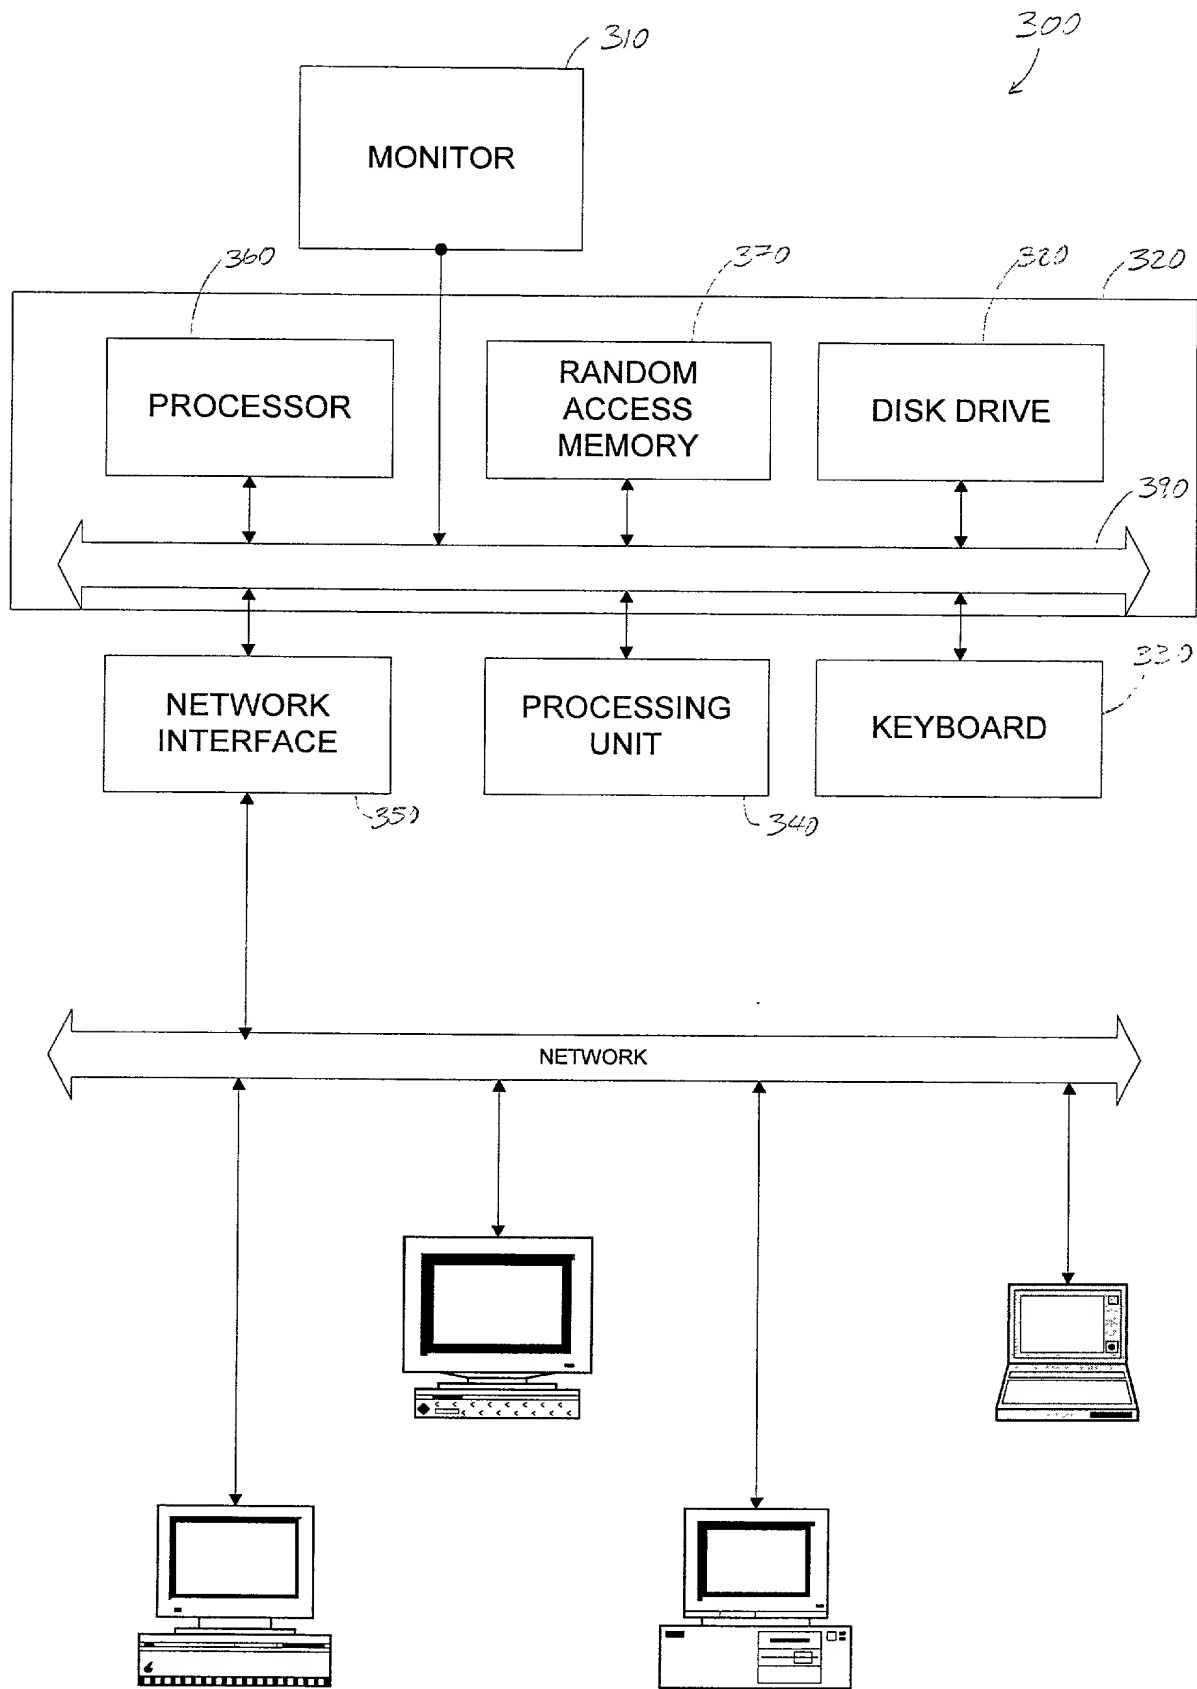 310
300
MONITOR
360
370
320
320
PROCESSOR
RANDOM
ACCESS
MEMORY
DISK DRIVE
390
NETWORK
INTERFACE
PROCESSING
UNIT
KEYBOARD
330
350
340
NETWORK